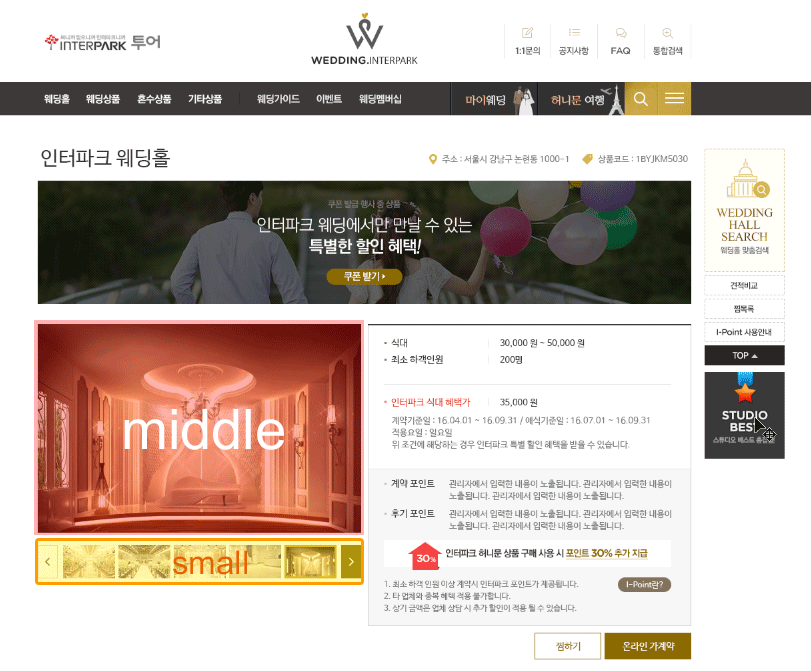 싸니까 믿으니까 인터파크니까
INTERPARK 투어
WEDDING.INTERPARK
1:1문의
공지사항
FAQ
통합검색
웨딩홀 웨딩상품 혼수상품 기타상품 웨딩가이드 이벤트 웨딩멤버십 마이웨딩 허니문 여행
인터파크 웨딩홀
주소 : 서울시 강남구 논현동 1000-1
상품코드 : 1BYJKM5030
쿠폰 발급 행사 중 상품
인터파크 웨딩에서만 만날 수 있는
특별한 할인 혜택!
쿠폰 받기
middle
small
식대 30,000 원 ~ 50,000 원
최소 하객인원 200명
인터파크 식대 혜택가 35,000 원
계약기준일 : 16.04.01 ~ 16.09.31 / 예식기준일 : 16.07.01 ~ 16.09.31
적용요일 : 일요일
위 조건에 해당하는 경우 인터파크 특별 할인 혜택을 받을 수 있습니다.
계약 포인트 관리자에서 입력한 내용이 노출됩니다. 관리자에서 입력한 내용이
노출됩니다. 관리자에서 입력한 내용이 노출됩니다.
후기 포인트 관리자에서 입력한 내용이 노출됩니다. 관리자에서 입력한 내용이
노출됩니다. 관리자에서 입력한 내용이 노출됩니다.
30% 인터파크 허니문 상품 구매 사용 시 포인트 30% 추가 지급
1. 최소 하객 인원 이상 계약시 인터파크 포인트가 제공됩니다.
I-Point란?
2. 타 업체와 중복 혜택 적용 불가합니다.
3. 상기 금액은 업체 상담 시 추가 할인이 적용 될 수 있습니다.
찜하기
온라인 가계약
WEDDING
HALL
SEARCH
웨딩홀 맞춤검색
견적비교
찜목록
I-Point 사용안내
TOP
STUDIO
BEST
스튜디오 베스트